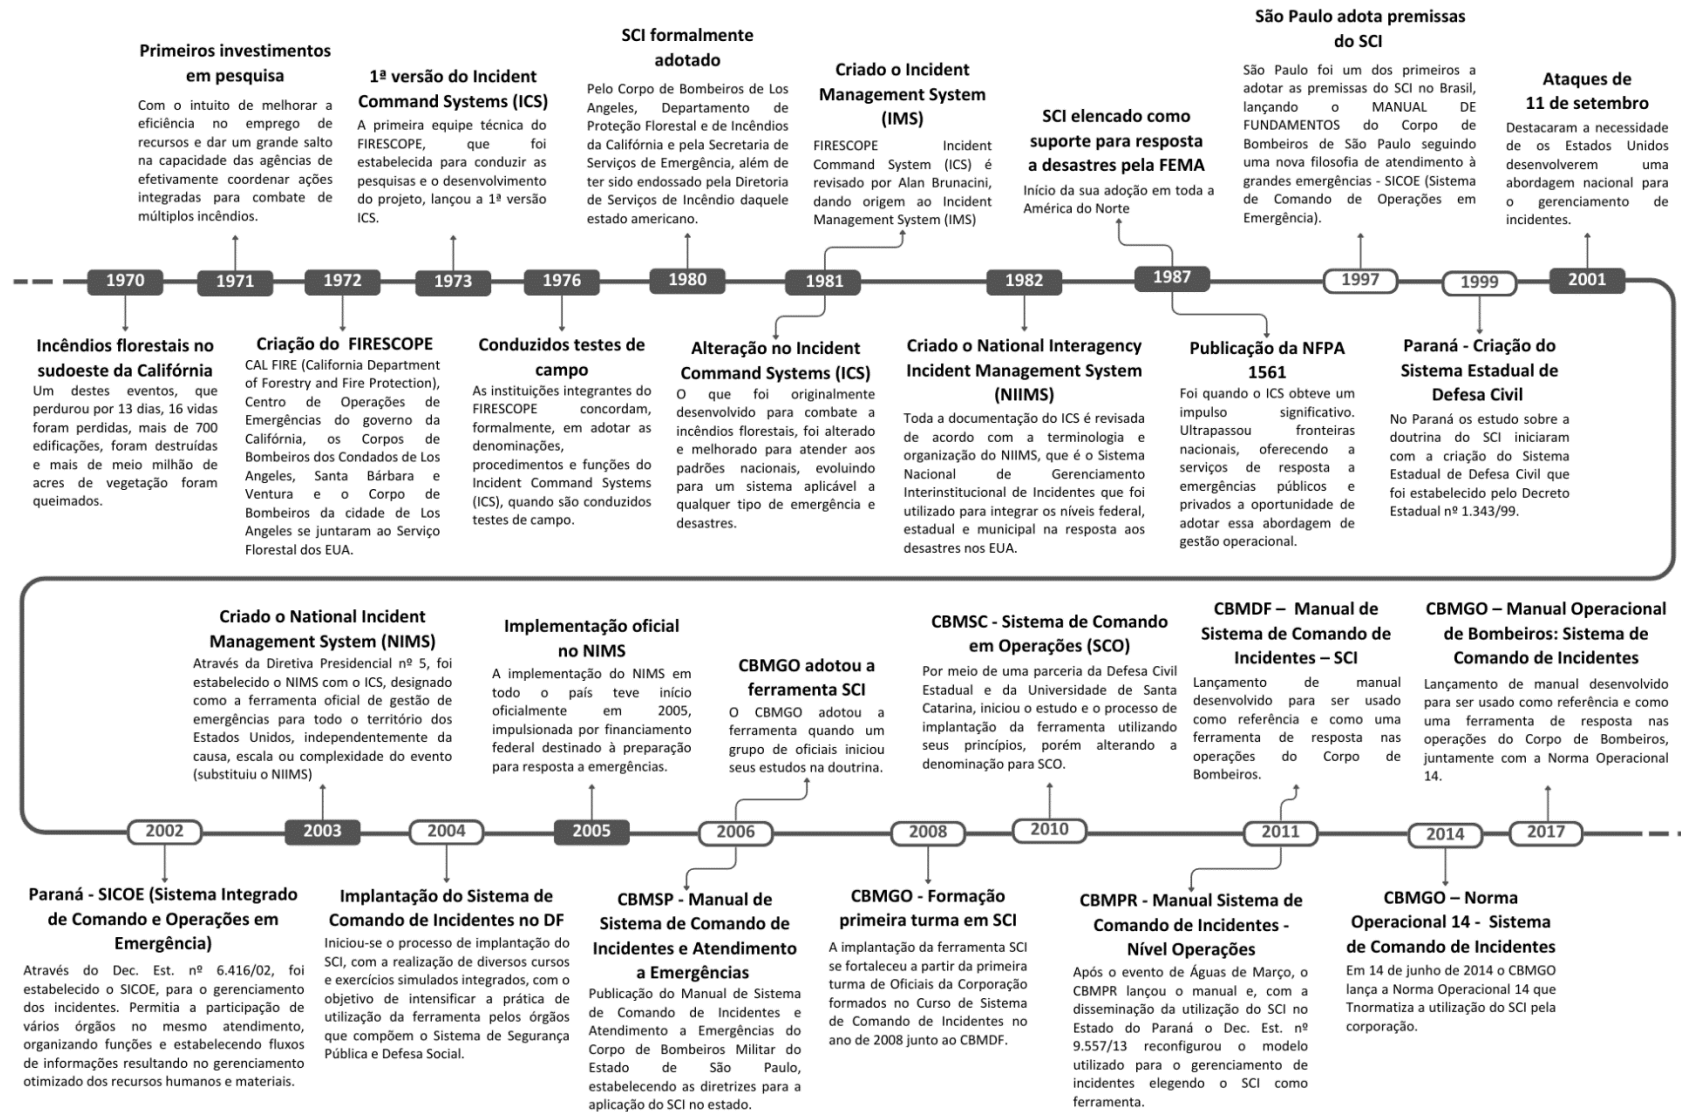 Primeiros investimentos
em pesquisa
Com o intuito de melhorar a
eficiência no emprego de
recursos e dar um grande salto
na capacidade das agências de
efetivamente coordenar ações
integradas para combate de
múltiplos incêndios.
1ª versão do Incident
Command Systems (ICS)
A primeira equipe técnica do
FIRESCOPE, que foi
estabelecida para conduzir as
pesquisas e o desenvolvimento
do projeto, lançou a 1ª versão
ICS.
SCI formalmente
adotado
Pelo Corpo de Bombeiros de Los
Angeles, Departamento de
Proteção Florestal e de Incêndios
da Califórnia e pela Secretaria de
Serviços de Emergência, além de
ter sido endossado pela Diretoria
de Serviços de Incêndio daquele
estado americano.
Criado o Incident
Management System
(IMS)
FIRESCOPE Incident
Command System (ICS) é
revisado por Alan Brunacini,
dando origem ao Incident
Management System (IMS)
SCI elencado como
suporte para resposta
a desastres pela FEMA
Início da sua adoção em toda a
América do Norte
São Paulo adota premissas
do SCI
São Paulo foi um dos primeiros a
adotar as premissas do SCI no Brasil,
lançando o MANUAL DE
FUNDAMENTOS do Corpo de
Bombeiros de São Paulo seguindo
uma nova filosofia de atendimento à
grandes emergências - SICOE (Sistema
de Comando de Operações em
Emergência).
Ataques de
11 de setembro
Destacaram a necessidade
de os Estados Unidos
desenvolverem uma
abordagem nacional para
o gerenciamento de
incidentes.
1970 1971 1972 1973 1976 1980 1981 1982 1987 1997 1999 2001
Incêndios florestais no
sudoeste da Califórnia
Um destes eventos, que
perdurou por 13 dias, 16 vidas
foram perdidas, mais de 700
edificações, foram destruídas
e mais de meio milhão de
acres de vegetação foram
queimados.
Criação do FIRESCOPE
CAL FIRE (California Department
of Forestry and Fire Protection),
Centro de Operações de
Emergências do governo da
Califórnia, os Corpos de
Bombeiros dos Condados de Los
Angeles, Santa Bárbara e
Ventura e o Corpo de
Bombeiros da cidade de Los
Angeles se juntaram ao Serviço
Florestal dos EUA.
Conduzidos testes de
campo
As instituições integrantes do
FIRESCOPE concordam,
formalmente, em adotar as
denominações,
procedimentos e funções do
Incident Command Systems
(ICS), quando são conduzidos
testes de campo.
Alteração no Incident
Command Systems (ICS)
O que foi originalmente
desenvolvido para combate a
incêndios florestais, foi alterado
e melhorado para atender aos
padrões nacionais, evoluindo
para um sistema aplicável a
qualquer tipo de emergência e
desastres.
Criado o National Interagency
Incident Management System
(NIIMS)
Toda a documentação do ICS é revisada
de acordo com a terminologia e
organização do NIIMS, que é o Sistema
Nacional de Gerenciamento
Interinstitucional de Incidentes que foi
utilizado para integrar os níveis federal,
estadual e municipal na resposta aos
desastres nos EUA.
Publicação da NFPA
1561
Foi quando o ICS obteve um
impulso significativo.
Ultrapassou fronteiras
nacionais, oferecendo a
serviços de resposta a
emergências públicos e
privados a oportunidade de
adotar essa abordagem de
gestão operacional.
Paraná - Criação do
Sistema Estadual de
Defesa Civil
No Paraná os estudo sobre a
doutrina do SCI iniciaram
com a criação do Sistema
Estadual de Defesa Civil que
foi estabelecido pelo Decreto
Estadual nº 1.343/99.
Criado o National Incident
Management System (NIMS)
Através da Diretiva Presidencial nº 5, foi
estabelecido o NIMS com o ICS, designado
como a ferramenta oficial de gestão de
emergências para todo o território dos
Estados Unidos, independentemente da
causa, escala ou complexidade do evento
(substituiu o NIIMS)
Implementação oficial
no NIMS
A implementação do NIMS em
todo o país teve início
oficialmente em 2005,
impulsionada por financiamento
federal destinado à preparação
para resposta a emergências.
CBMGO adotou a
ferramenta SCI
O CBMGO adotou a
ferramenta quando um
grupo de oficiais iniciou
seus estudos na doutrina.
CBMSC - Sistema de Comando
em Operações (SCO)
Por meio de uma parceria da Defesa Civil
Estadual e da Universidade de Santa
Catarina, iniciou o estudo e o processo de
implantação da ferramenta utilizando
seus princípios, porém alterando a
denominação para SCO.
CBMDF – Manual de
Sistema de Comando de
Incidentes – SCI
Lançamento de manual
desenvolvido para ser usado
como referência e como uma
ferramenta de resposta nas
operações do Corpo de
Bombeiros.
CBMGO – Manual Operacional
de Bombeiros: Sistema de
Comando de Incidentes
Lançamento de manual desenvolvido
para ser usado como referência e como
uma ferramenta de resposta nas
operações do Corpo de Bombeiros,
juntamente com a Norma Operacional
14.
2002 2003 2004 2005 2006 2008 2010 2011 2014 2017
Paraná - SICOE (Sistema Integrado
de Comando e Operações em
Emergência)
Através do Dec. Est. nº 6.416/02, foi
estabelecido o SICOE, para o gerenciamento
dos incidentes. Permitia a participação de
vários órgãos no mesmo atendimento,
organizando funções e estabelecendo fluxos
de informações resultando no gerenciamento
otimizado dos recursos humanos e materiais.
Implantação do Sistema de
Comando de Incidentes no DF
Iniciou-se o processo de implantação do
SCI, com a realização de diversos cursos
e exercícios simulados integrados, com o
objetivo de intensificar a prática de
utilização da ferramenta pelos órgãos
que compõem o Sistema de Segurança
Pública e Defesa Social.
CBMSP - Manual de
Sistema de Comando de
Incidentes e Atendimento
a Emergências
Publicação do Manual de Sistema
de Comando de Incidentes e
Atendimento a Emergências do
Corpo de Bombeiros Militar do
Estado de São Paulo,
estabelecendo as diretrizes para a
aplicação do SCI no estado.
CBMGO - Formação
primeira turma em SCI
A implantação da ferramenta SCI
se fortaleceu a partir da primeira
turma de Oficiais da Corporação
formados no Curso de Sistema
de Comando de Incidentes no
ano de 2008 junto ao CBMDF.
CBMPR - Manual Sistema de
Comando de Incidentes -
Nível Operações
Após o evento de Águas de Março, o
CBMPR lançou o manual e, com a
disseminação da utilização do SCI no
Estado do Paraná o Dec. Est. nº
9.557/13 reconfigurou o modelo
utilizado para o gerenciamento de
incidentes elegendo o SCI como
ferramenta.
CBMGO – Norma
Operacional 14 - Sistema
de Comando de Incidentes
Em 14 de junho de 2014 o CBMGO
lança a Norma Operacional 14 que
Tnormatiza a utilização do SCI pela
corporação.